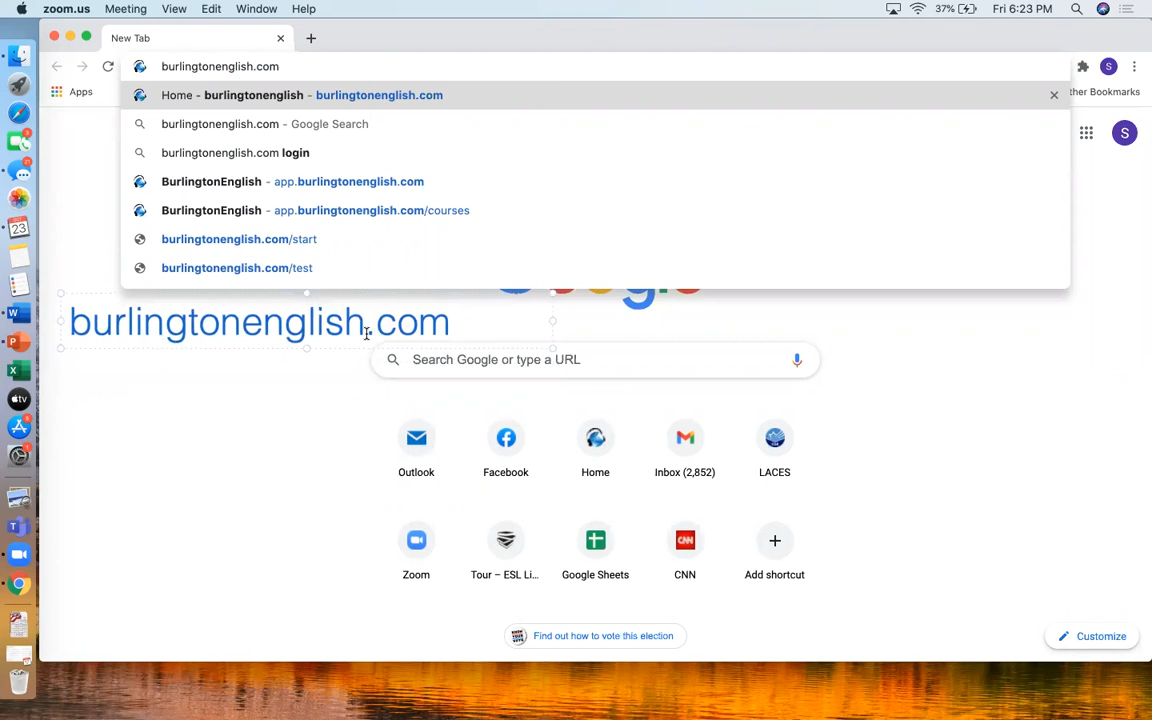 zoom.us Meeting View Edit Window Help 37% Fri 6:23 PM
New Tab
burlingtonenglish.com
S
Apps
ther Bookmarks
Home - burlingtonenglish - burlingtonenglish.com
burlingtonenglish.com - Google Search
S
burlingtonenglish.com login
BurlingtonEnglish - app.burlingtonenglish.com
BurlingtonEnglish - app.burlingtonenglish.com/courses
burlingtonenglish.com/start
burlingtonenglish.com/test
burlingtonenglish.com
Search Google or type a URL
Outlook Facebook Home Inbox (2,852) LACES
CNN
Zoom Tour – ESL Li... Google Sheets CNN Add shortcut
Find out how to vote this election
Customize
23
W
P
X
tv